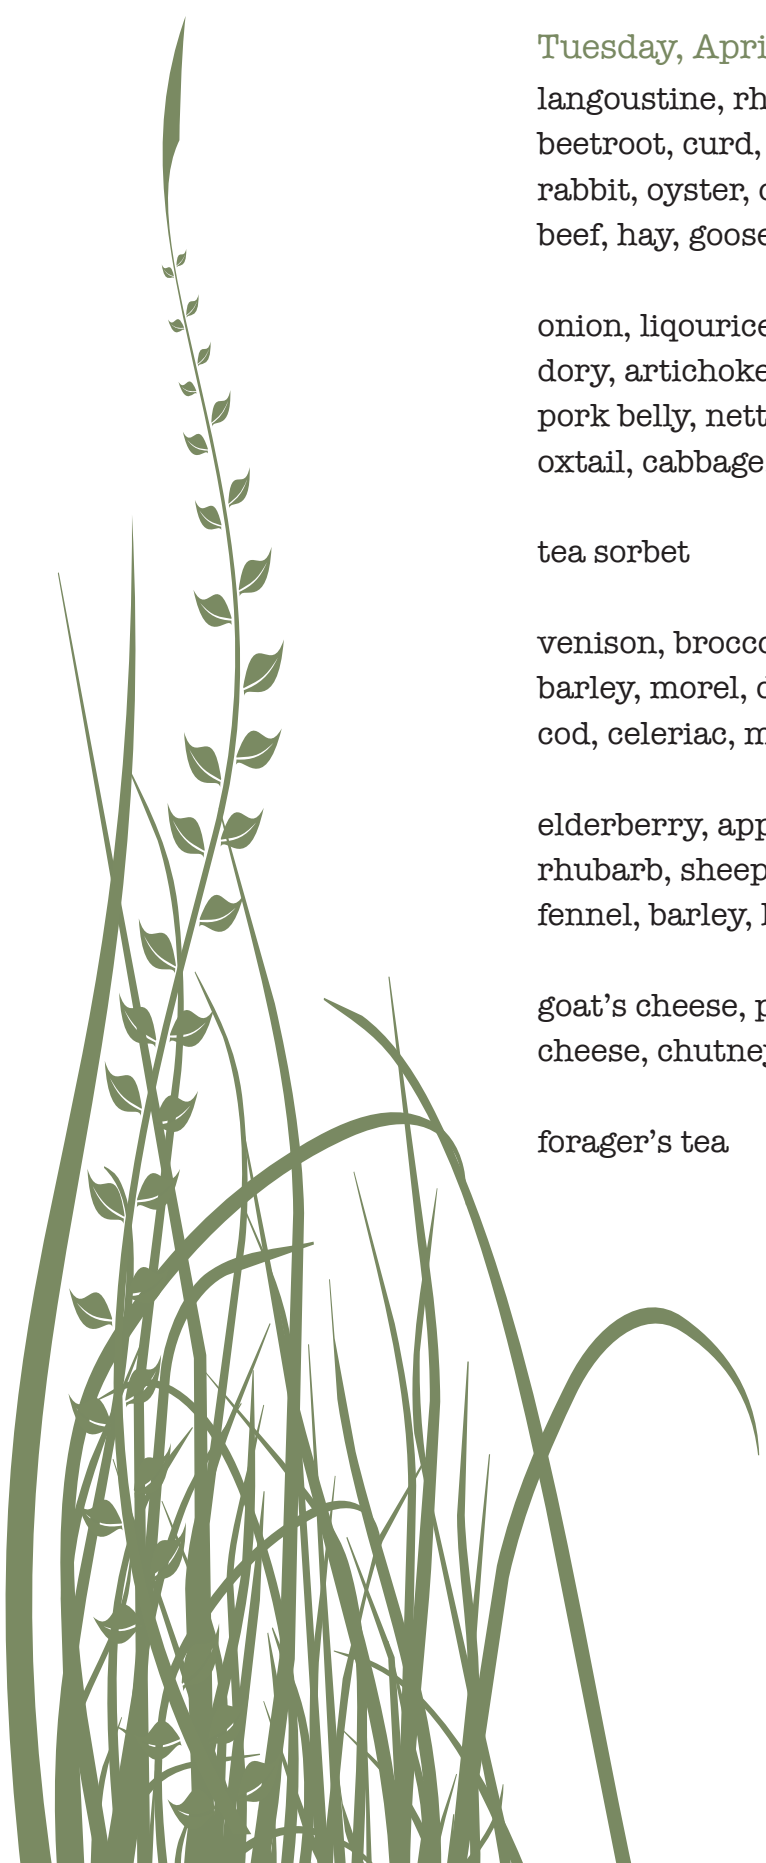 Tuesday, Apri
langoustine, rh
beetroot, curd,
rabbit, oyster,
beef, hay, goose
onion, liqourice
dory, artichoke
pork belly, nett
oxtail, cabbage
tea sorbet
venison, brocco
barley, morel,
cod, celeriac, m
elderberry, app
rhubarb, sheep
fennel, barley,
goat’s cheese, p
cheese, chutney
forager’s tea